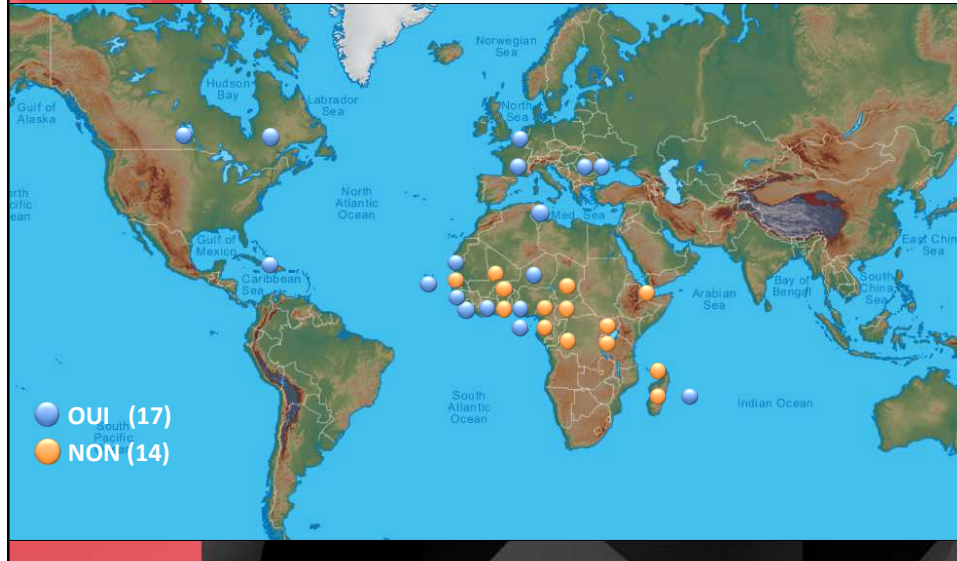 Norwegian
Sea
Hudson
Bay
Labrador
Sea
Gulf of
Alaska
North
Sea
North
Atlantic
Ocean
Med. Sea
Gulf of
Mexico
Caribbean
Sea
East Chin
Sea
Arabian
Sea
Bay of
Bengal
South
China
Sea
South
Atlantic
Ocean
Indian Ocean
South
Pacific
OUI (17)
NON (14)